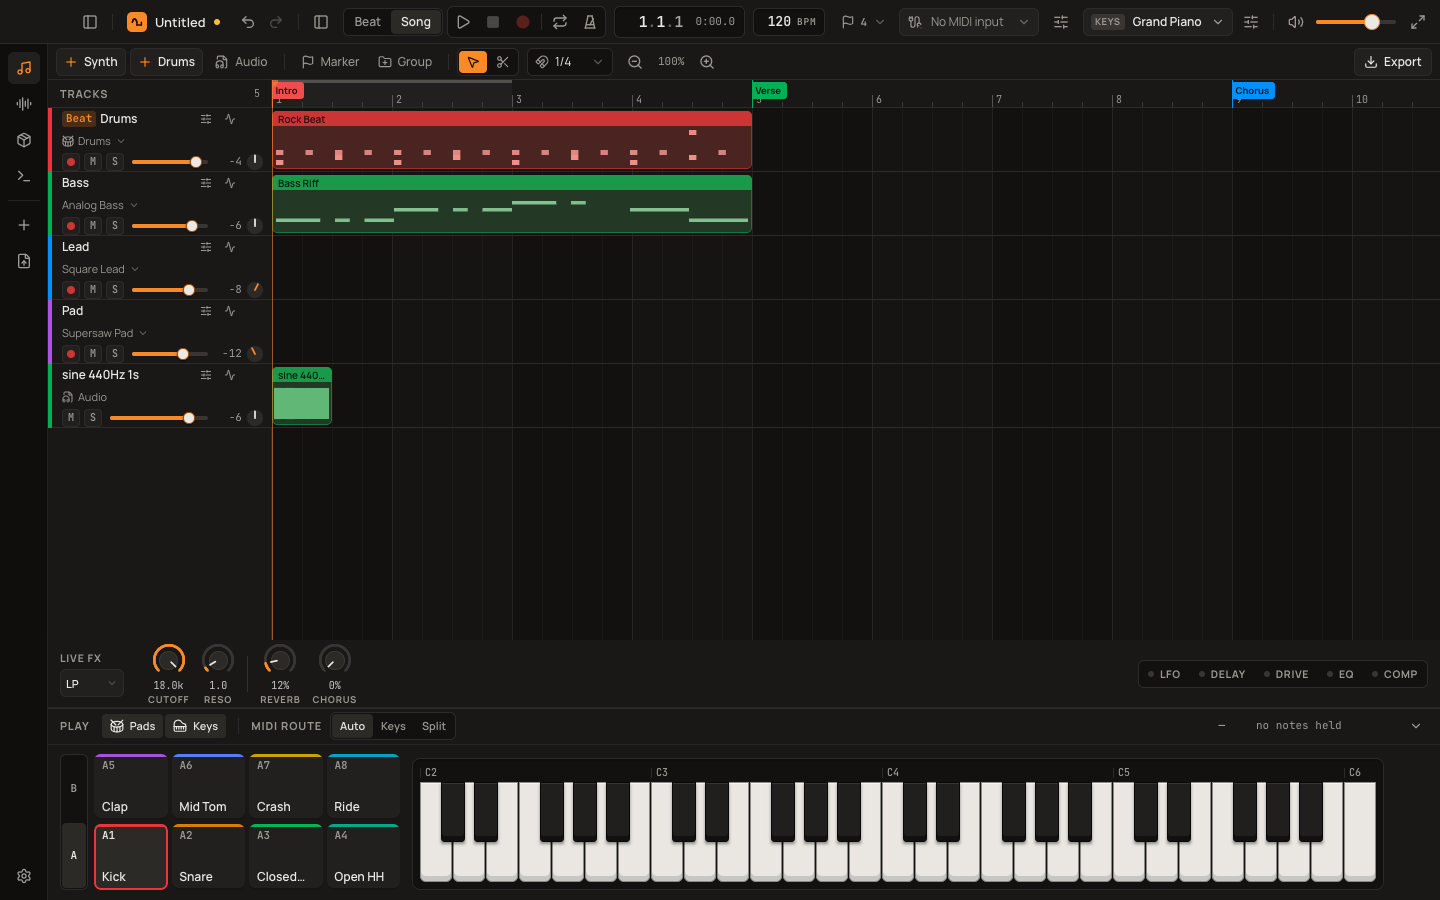 Untitled
Beat Song
1.1.1 0:00.0
120 BPM
4
No MIDI input
KEYS Grand Piano
Synth
Drums
Audio
Marker
Group
1/4
100%
Export
TRACKS 5
Intro Verse Chorus
1 2 3 4 5 6 7 8 9 10
Beat Drums
Drums
M S -4
Rock Beat
Bass
Analog Bass
M S -6
Bass Riff
Lead
Square Lead
M S -8
Pad
Supersaw Pad
M S -12
sine 440Hz 1s
Audio
M S -6
sine 440...
LIVE FX
LP
18.0k 1.0 12% 0%
CUTOFF RESO REVERB CHORUS
LFO DELAY DRIVE EQ COMP
PLAY Pads Keys MIDI ROUTE Auto Keys Split
– no notes held
B
A
A5 A6 A7 A8
Clap Mid Tom Crash Ride
A1 A2 A3 A4
Kick Snare Closed... Open HH
C2 C3 C4 C5 C6